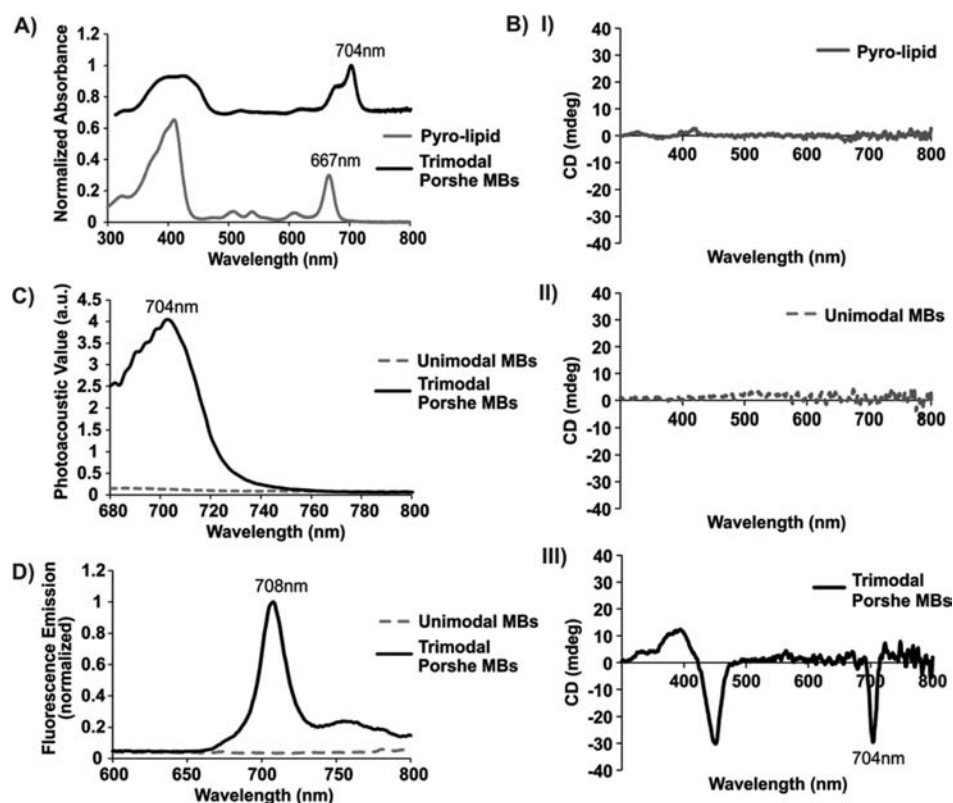 A)
Normalized Absorbance
1.2
1
0.8
0.6
0.4
0.2
0
300 400 500 600 700 800
Wavelength (nm)
704nm
667nm
Pyro-lipid
Trimodal
Porshe MBs
B) I)
CD (mdeg)
40
30
20
10
0
-10
-20
-30
-40
400 500 600 700 800
Wavelength (nm)
Pyro-lipid
C)
Photoacoustic Value (a.u.)
4.5
4
3.5
3
2.5
2
1.5
1
0.5
0
680 700 720 740 760 780 800
Wavelength (nm)
704nm
Unimodal MBs
Trimodal
Porshe MBs
II)
CD (mdeg)
40
30
20
10
0
-10
-20
-30
-40
400 500 600 700 800
Wavelength (nm)
Unimodal MBs
D)
Fluorescence Emission
(normalized)
1.2
1
0.8
0.6
0.4
0.2
0
600 650 700 750 800
Wavelength (nm)
708nm
Unimodal MBs
Trimodal
Porshe MBs
III)
CD (mdeg)
40
30
20
10
0
-10
-20
-30
-40
400 500 600 700 800
704nm
Wavelength (nm)
Trimodal
Porshe MBs